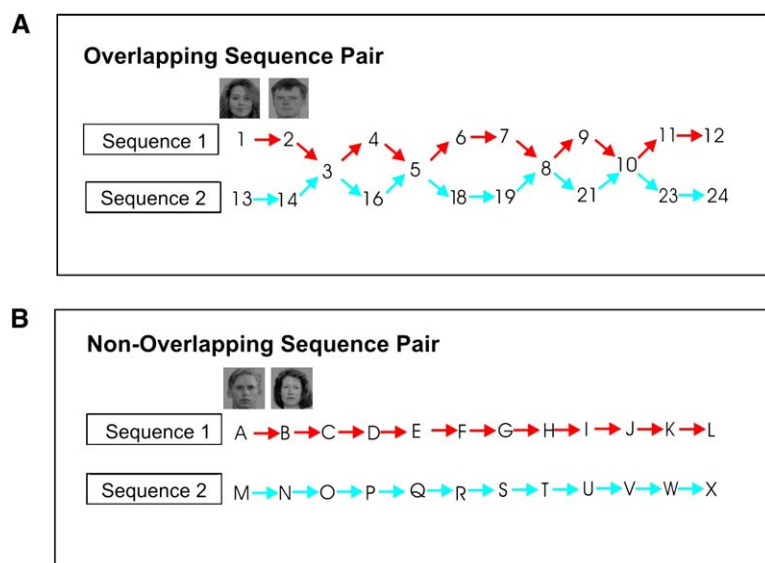 A
Overlapping Sequence Pair
Sequence 1 1 2 4 6 7 9 11 12
3 5 8 10
Sequence 2 13 14 16 18 19 21 23 24
B
Non-Overlapping Sequence Pair
Sequence 1 A B C D E F G H I J K L
Sequence 2 M N O P Q R S T U V W X